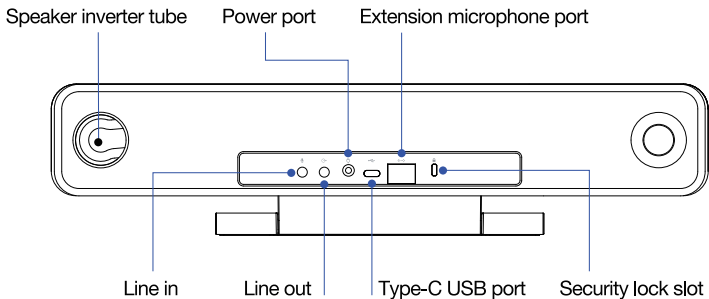 Speaker inverter tube
Power port
Extension microphone port
Line in
Line out
Type-C USB port
Security lock slot